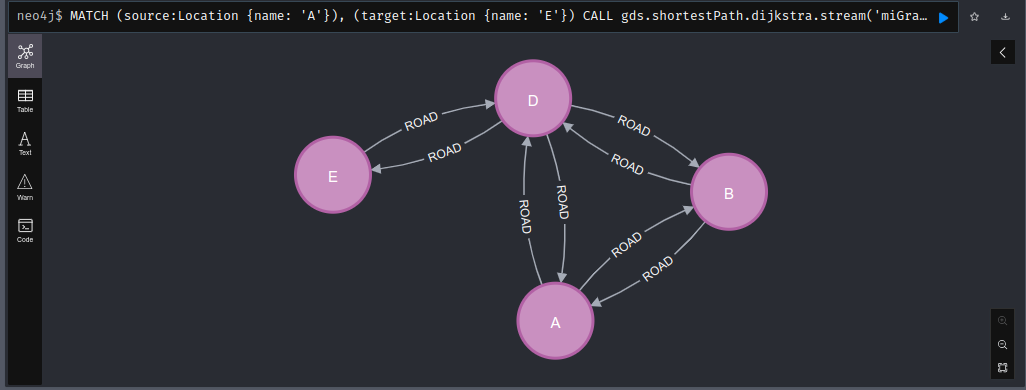 neo4j$ MATCH (source:Location {name: 'A'}), (target:Location {name: 'E'}) CALL gds.shortestPath.dijkstra.stream('miGra…
Graph
Table
Text
Warn
Code
D
E
B
A
ROAD
ROAD
ROAD
ROAD
ROAD
ROAD
ROAD
ROAD